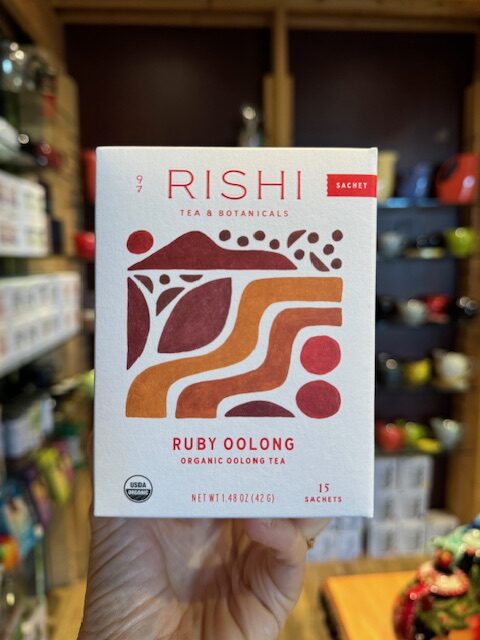 97
RISHI
SACHET
TEA & BOTANICALS
RUBY OOLONG
ORGANIC OOLONG TEA
USDA
ORGANIC
NET WT 1.48 OZ (42 G)
15
SACHETS